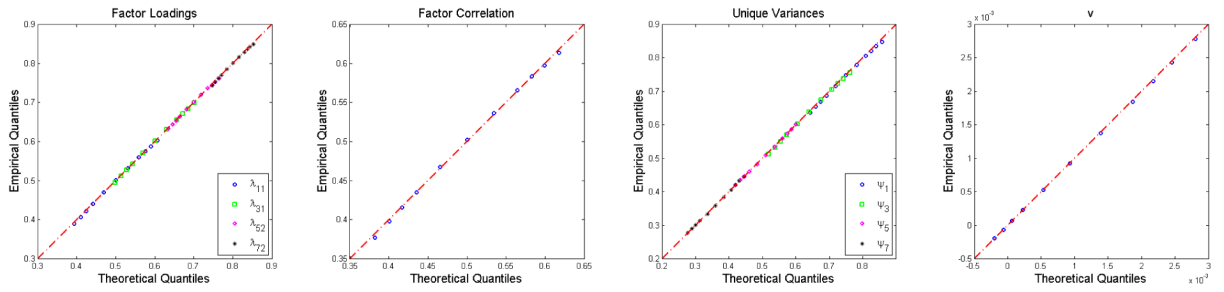 Factor Loadings
Empirical Quantiles
0.9
0.8
0.7
0.6
0.5
0.4
0.3
0.3 0.4 0.5 0.6 0.7 0.8 0.9
Theoretical Quantiles
λ11
λ31
λ52
λ72
Factor Correlation
Empirical Quantiles
0.65
0.6
0.55
0.5
0.45
0.4
0.35
0.35 0.4 0.45 0.5 0.55 0.6 0.65
Theoretical Quantiles
Unique Variances
Empirical Quantiles
0.9
0.8
0.7
0.6
0.5
0.4
0.3
0.2
0.2 0.3 0.4 0.5 0.6 0.7 0.8
Theoretical Quantiles
ψ1
ψ3
ψ5
ψ7
v
Empirical Quantiles
x 10⁻³
3
2.5
2
1.5
1
0.5
0
-0.5
-0.5 0 0.5 1 1.5 2 2.5 3
Theoretical Quantiles
x 10⁻³